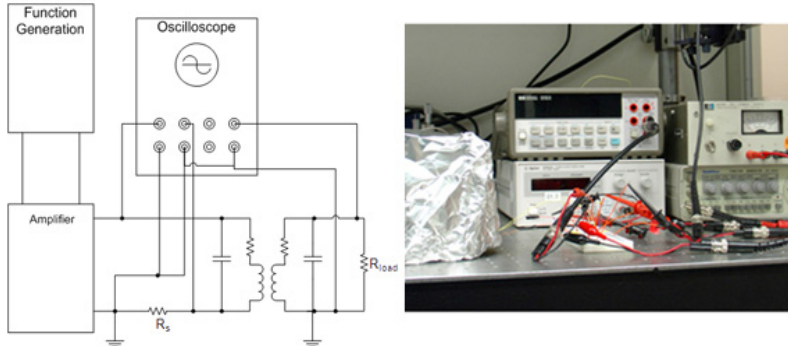 Function
Generation
Oscilloscope
Amplifier
Rs
Rload